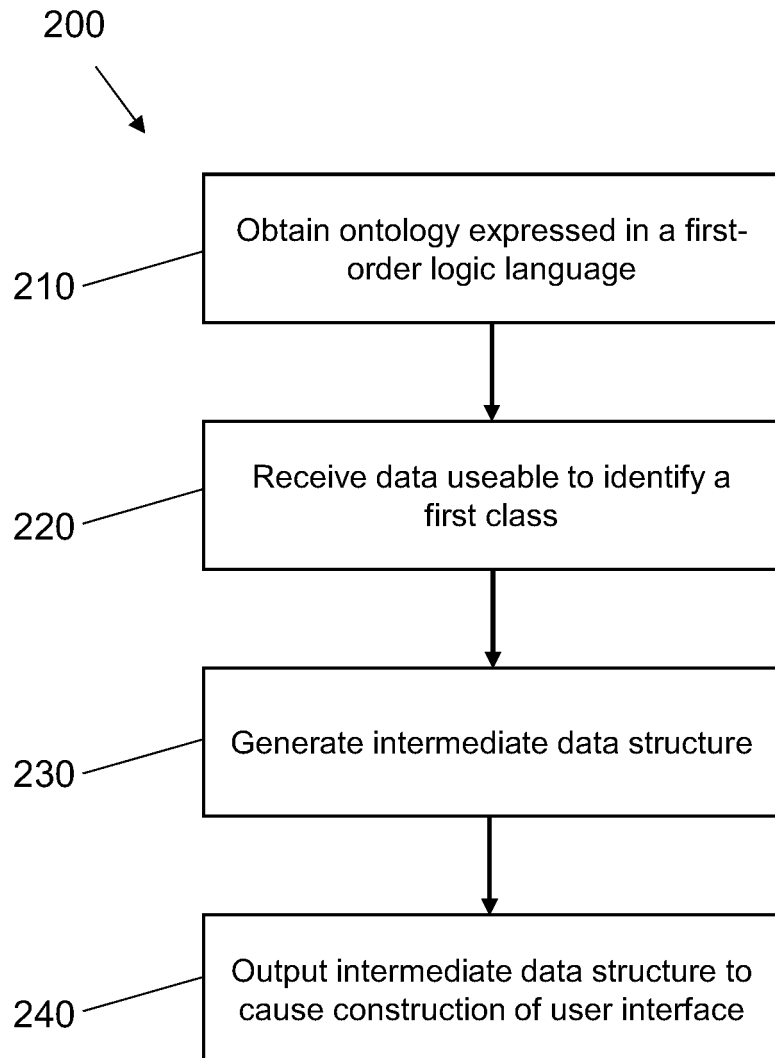 200
Obtain ontology expressed in a first-
order logic language
210
Receive data useable to identify a
first class
220
Generate intermediate data structure
230
Output intermediate data structure to
cause construction of user interface
240